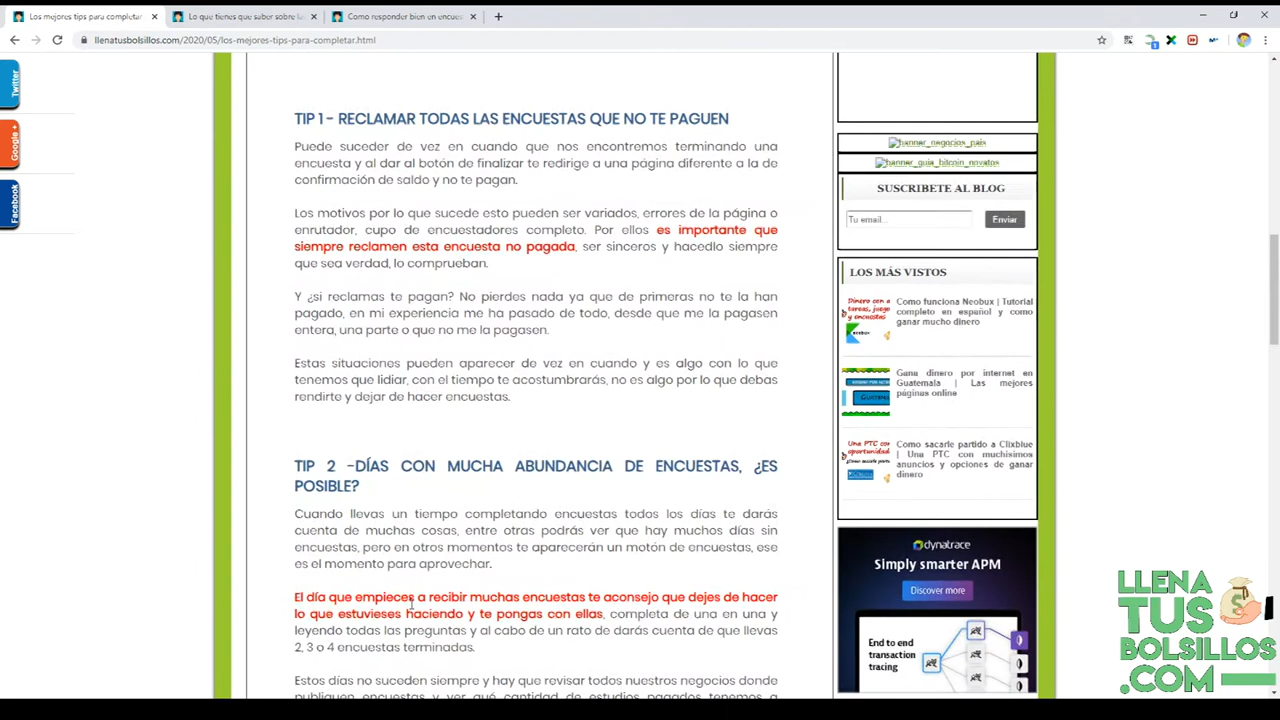 Los mejores tips para completar
Lo que tienes que saber sobre la
Como responder bien en encues
llenatusbolsillos.com/2020/05/los-mejores-tips-para-completar.html
Twitter
Google +
Facebook
TIP 1 - RECLAMAR TODAS LAS ENCUESTAS QUE NO TE PAGUEN
Puede suceder de vez en cuando que nos encontremos terminando una
encuesta y al dar al botón de finalizar te redirige a una página diferente a la de
confirmación de saldo y no te pagan.
Los motivos por lo que sucede esto pueden ser variados, errores de la página o
enrutador, cupo de encuestadores completo. Por ellos es importante que
siempre reclamen esta encuesta no pagada, ser sinceros y hacedlo siempre
que sea verdad, lo comprueban.
Y ¿si reclamas te pagan? No pierdes nada ya que de primeras no te la han
pagado, en mi experiencia me ha pasado de todo, desde que me la pagasen
entera, una parte o que no me la pagasen.
Estas situaciones pueden aparecer de vez en cuando y es algo con lo que
tenemos que lidiar, con el tiempo te acostumbrarás, no es algo por lo que debas
rendirte y dejar de hacer encuestas.
TIP 2 -DÍAS CON MUCHA ABUNDANCIA DE ENCUESTAS, ¿ES
POSIBLE?
Cuando llevas un tiempo completando encuestas todos los días te darás
cuenta de muchas cosas, entre otras podrás ver que hay muchos días sin
encuestas, pero en otros momentos te aparecerán un motón de encuestas, ese
es el momento para aprovechar.
El día que empieces a recibir muchas encuestas te aconsejo que dejes de hacer
lo que estuvieses haciendo y te pongas con ellas, completa de una en una y
leyendo todas las preguntas y al cabo de un rato de darás cuenta de que llevas
2, 3 o 4 encuestas terminadas.
Estos días no suceden siempre y hay que revisar todos nuestros negocios donde
publiquen encuestas y ver qué cantidad de estudios pagados tenemos a
banner_negocios_pais
banner_guia_bitcoin_novatos
SUSCRIBETE AL BLOG
Tu email...
Enviar
LOS MÁS VISTOS
Como funciona Neobux | Tutorial
completo en español y como
ganar mucho dinero
Gana dinero por internet en
Guatemala | Las mejores
páginas online
Como sacarle partido a Clixblue
| Una PTC con muchísimos
anuncios y opciones de ganar
dinero
dynatrace
Simply smarter APM
Discover more
End to end
transaction
tracing
LLENA
TUS
BOLSILLOS
.COM